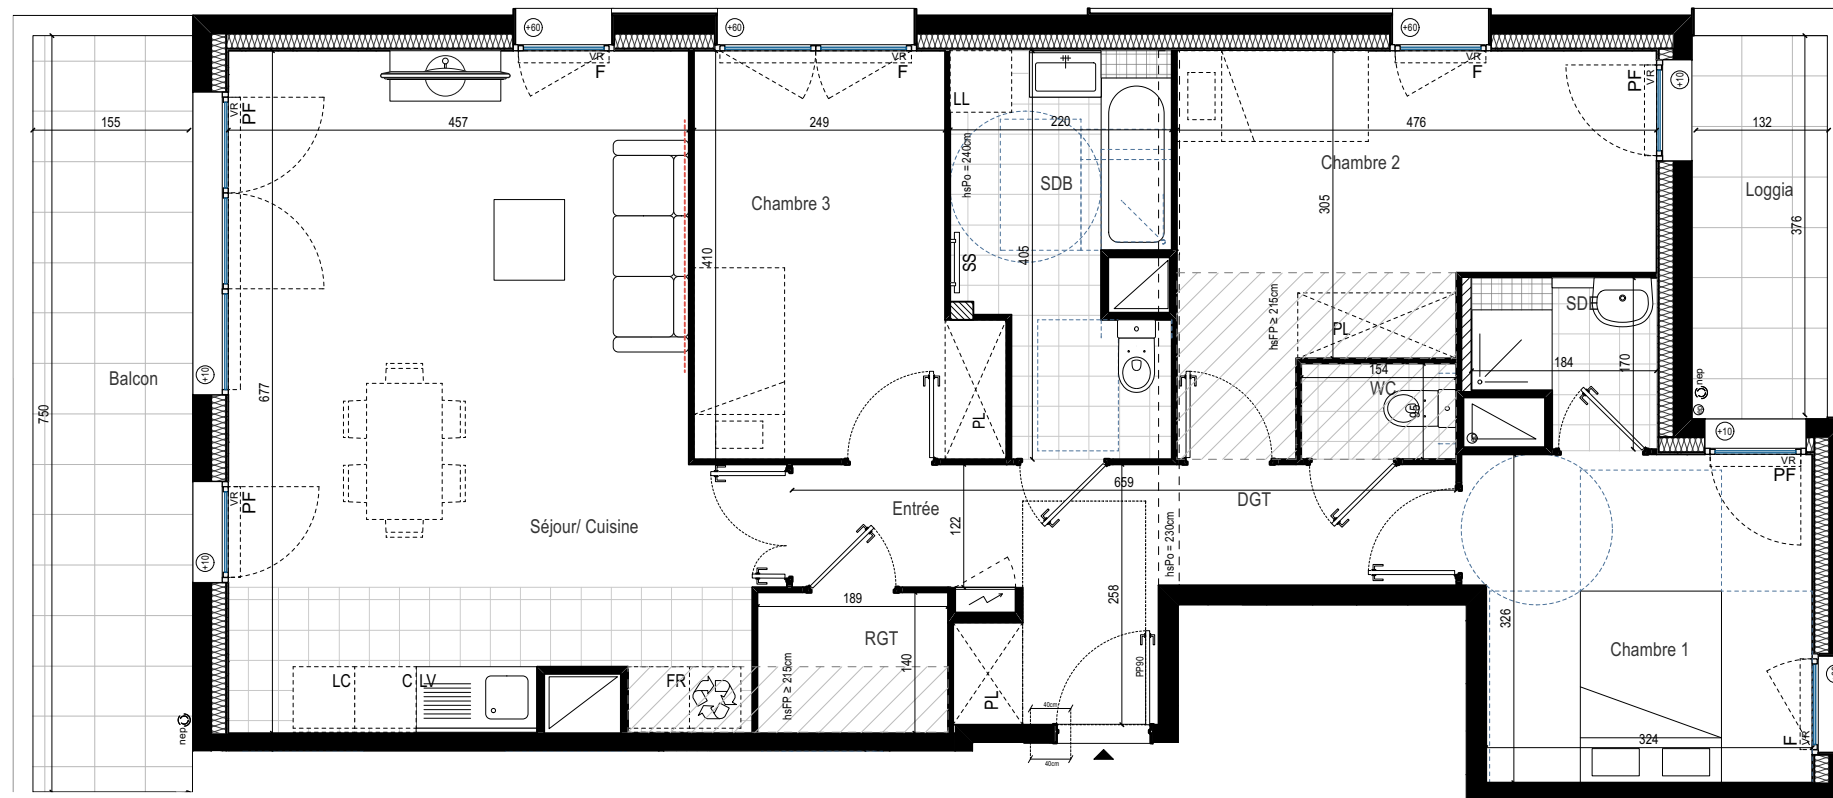 +60
+60
+60
VR
F
VR
F
VR
F
PF
VR
LL
PF
VR
+10
155
457
249
220
476
132
hsPo = 240cm
Chambre 2
SDB
Loggia
Chambre 3
305
376
410
405
SS
hsFP ≥ 215cm
SDE
PL
184
170
154
WC
95
Balcon
+10
nep
677
750
PL
+10
VR
PF
VR
PF
659
DGT
Entrée
Séjour/ Cuisine
122
hsPo = 230cm
+10
258
189
326
RGT
Chambre 1
140
PP90
LC
C
LV
FR
hsFP ≥ 215cm
PL
40cm
nep
324
F
VR
40cm